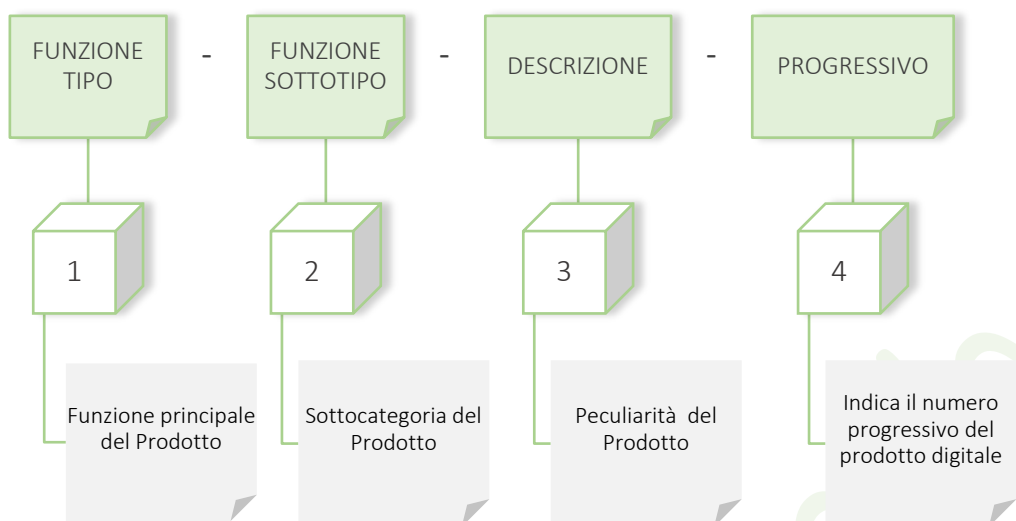 FUNZIONE
TIPO
-
FUNZIONE
SOTTOTIPO
-
DESCRIZIONE
-
PROGRESSIVO
1
2
3
4
Funzione principale
del Prodotto
Sottocategoria del
Prodotto
Peculiarità del
Prodotto
Indica il numero
progressivo del
prodotto digitale